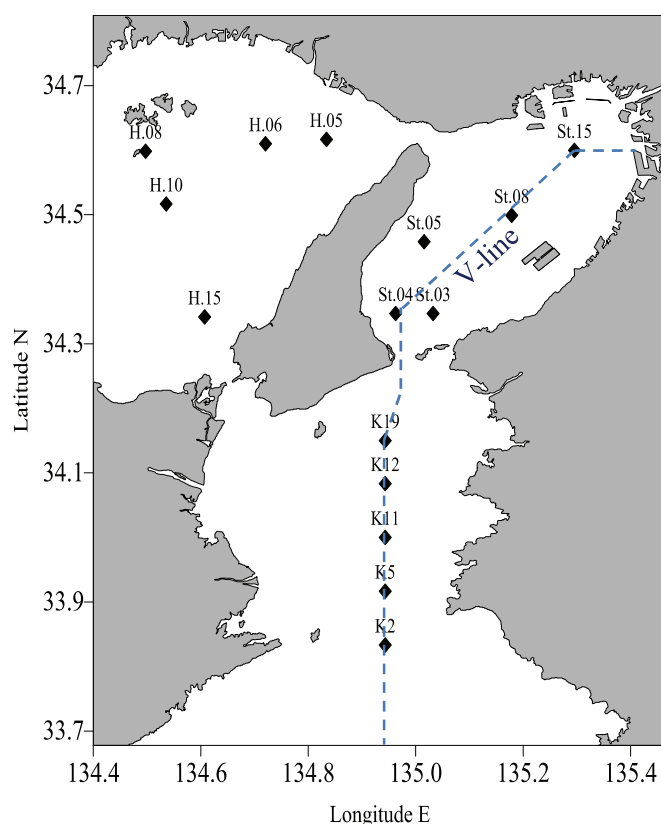 34.7
34.5
34.3
34.1
33.9
33.7
Latitude N
H.08
H.06
H.05
St.15
H.10
St.08
St.05
V-line
H.15
St.04
St.03
K19
K12
K11
K5
K2
134.4
134.6
134.8
135.0
135.2
135.4
Longitude E